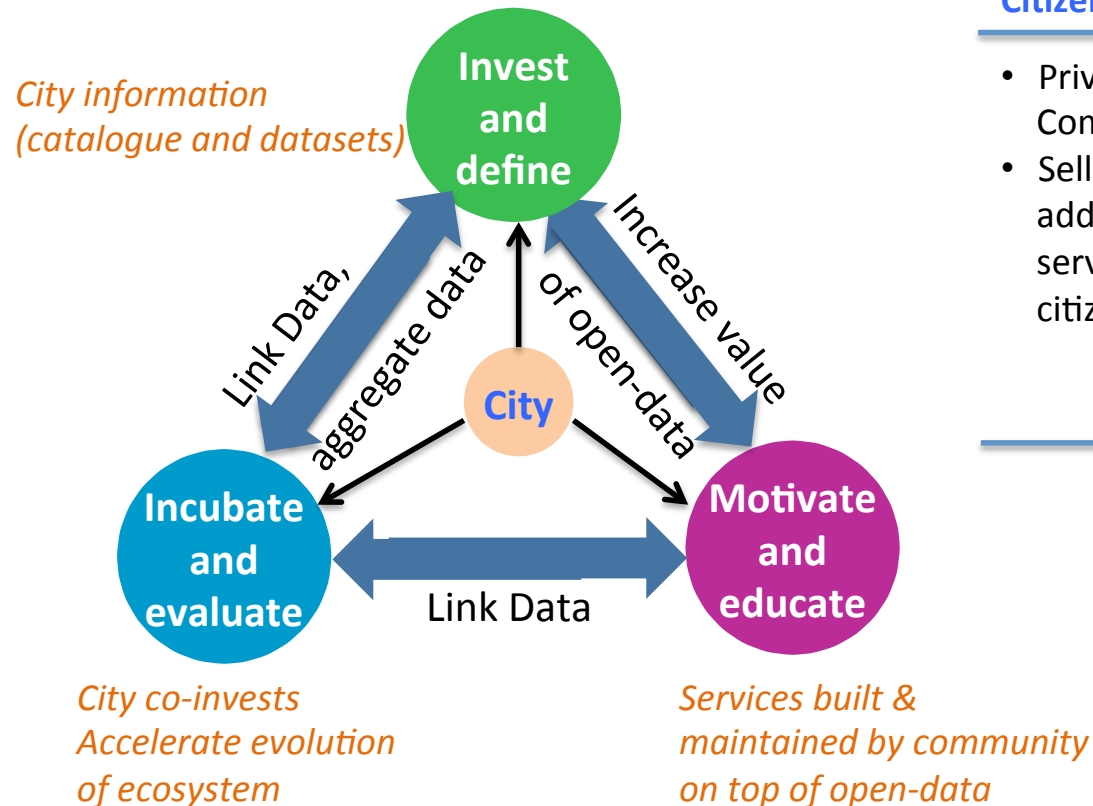 City information
(catalogue and datasets)
Invest
and
define
Link Data,
aggregate data
Increase value
of open-data
City
Incubate
and
evaluate
Link Data
Motivate
and
educate
City co-invests
Accelerate evolution
of ecosystem
Services built &
maintained by community
on top of open-data
•
•
Sell
add